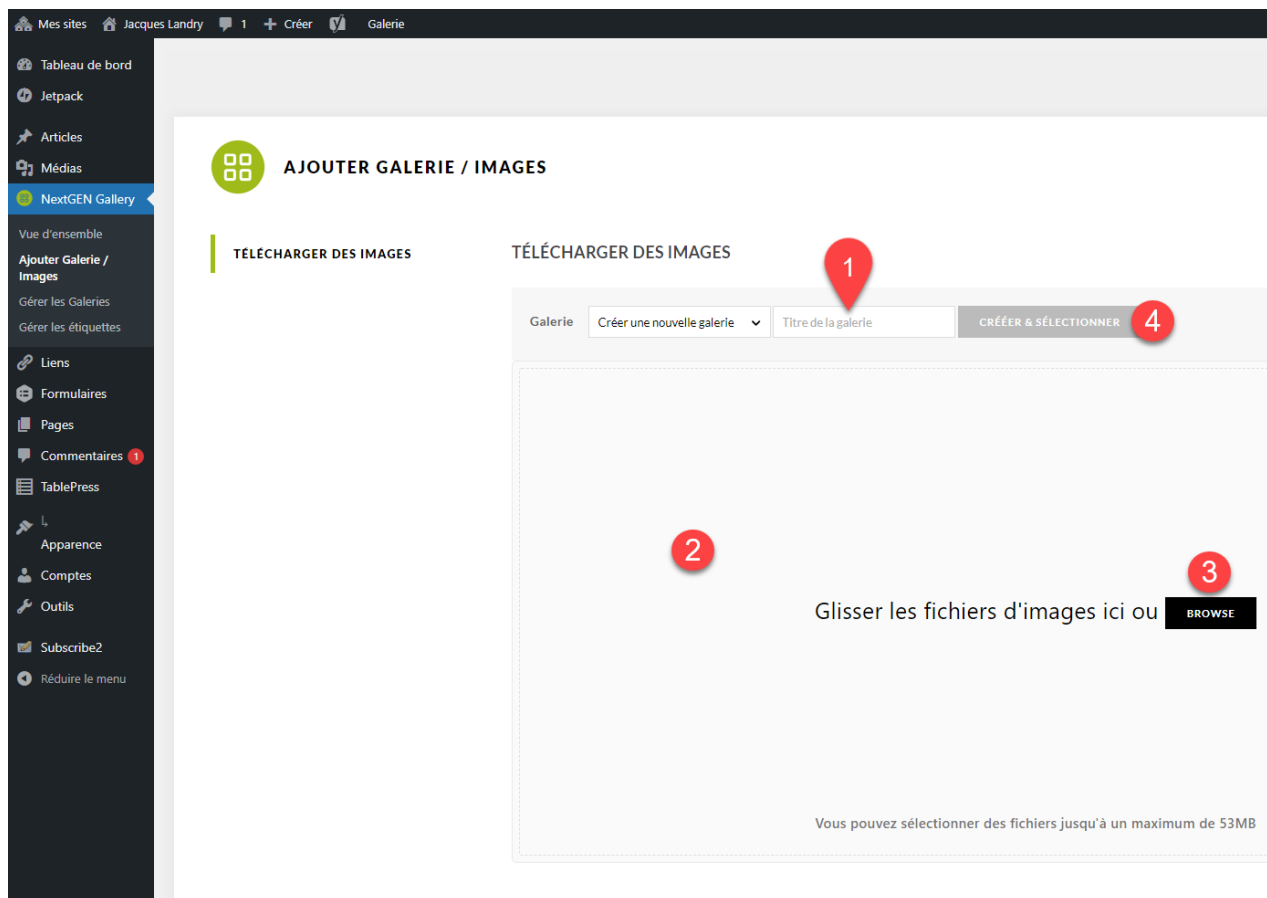 Mes sites Jacques Landry 1 + Créer Galerie
Tableau de bord
Jetpack
Articles
Médias
NextGEN Gallery
Vue d'ensemble
Ajouter Galerie /
Images
Gérer les Galeries
Gérer les étiquettes
Liens
Formulaires
Pages
Commentaires 1
TablePress
Apparence
Comptes
Outils
Subscribe2
Réduire le menu
AJOUTER GALERIE / IMAGES
TÉLÉCHARGER DES IMAGES
TÉLÉCHARGER DES IMAGES
1
Galerie Créer une nouvelle galerie Titre de la galerie CRÉÉER & SÉLECTIONNER 4
2
3
Glisser les fichiers d'images ici ou BROWSE
Vous pouvez sélectionner des fichiers jusqu'à un maximum de 53MB